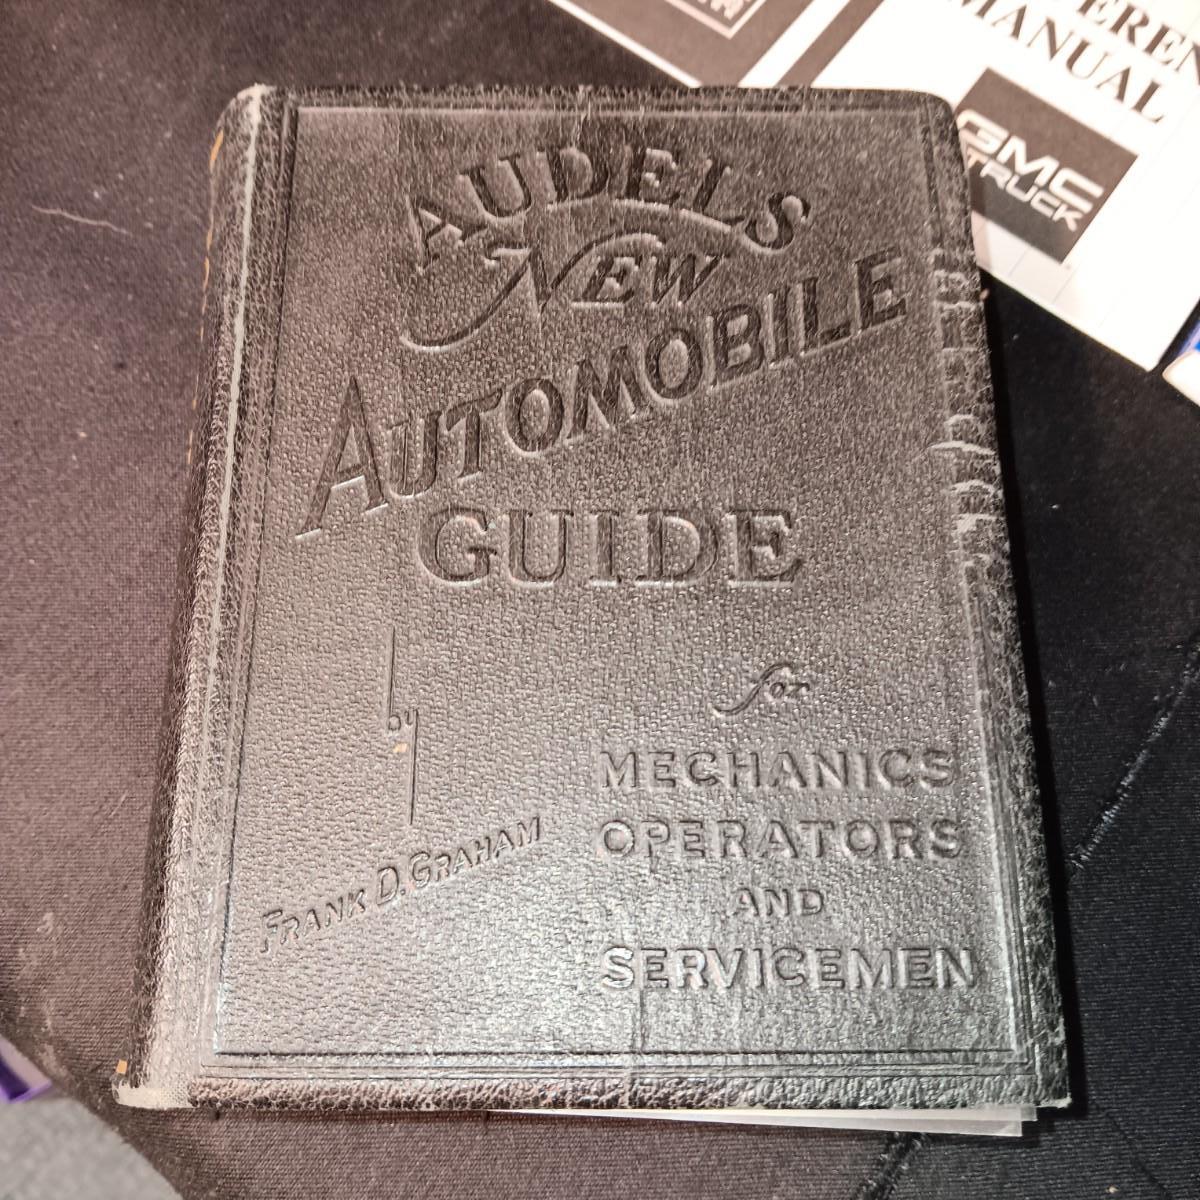 AUDELS
NEW
AUTOMOBILE
GUIDE
by
FRANK D. GRAHAM
for
MECHANICS
OPERATORS
AND
SERVICEMEN
MANUAL
GMC
TRUCK